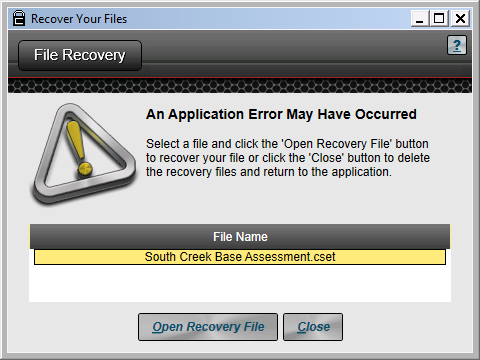 Recover Your Files
File Recovery
?
An Application Error May Have Occurred
Select a file and click the 'Open Recovery File' button
to recover your file or click the 'Close' button to delete
the recovery files and return to the application.
File Name
South Creek Base Assessment.cset
Open Recovery File
Close